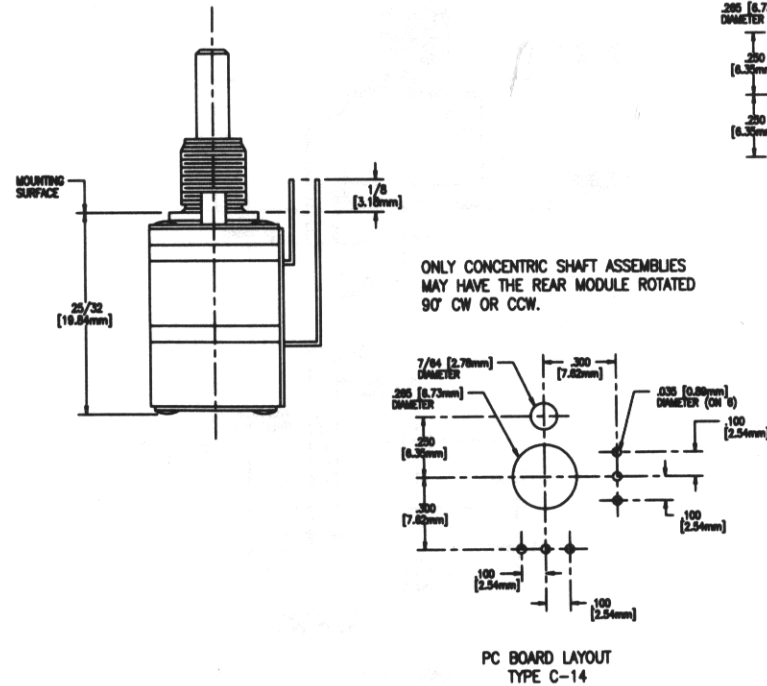 .265 [6.7
DIAMETER
.250
[6.35mm
.250
[6.35mm
MOUNTING
SURFACE
1/8
[3.18mm]
25/32
[19.84mm]
ONLY CONCENTRIC SHAFT ASSEMBLIES
MAY HAVE THE REAR MODULE ROTATED
90° CW OR CCW.
7/64 [2.78mm]
DIAMETER
.300
[7.62mm]
.265 [6.73mm]
DIAMETER
.035 [0.89mm]
DIAMETER (ON 6)
.100
[2.54mm]
.250
[6.35mm]
.300
[7.62mm]
.100
[2.54mm]
.100
[2.54mm]
.100
[2.54mm]
PC BOARD LAYOUT
TYPE C-14